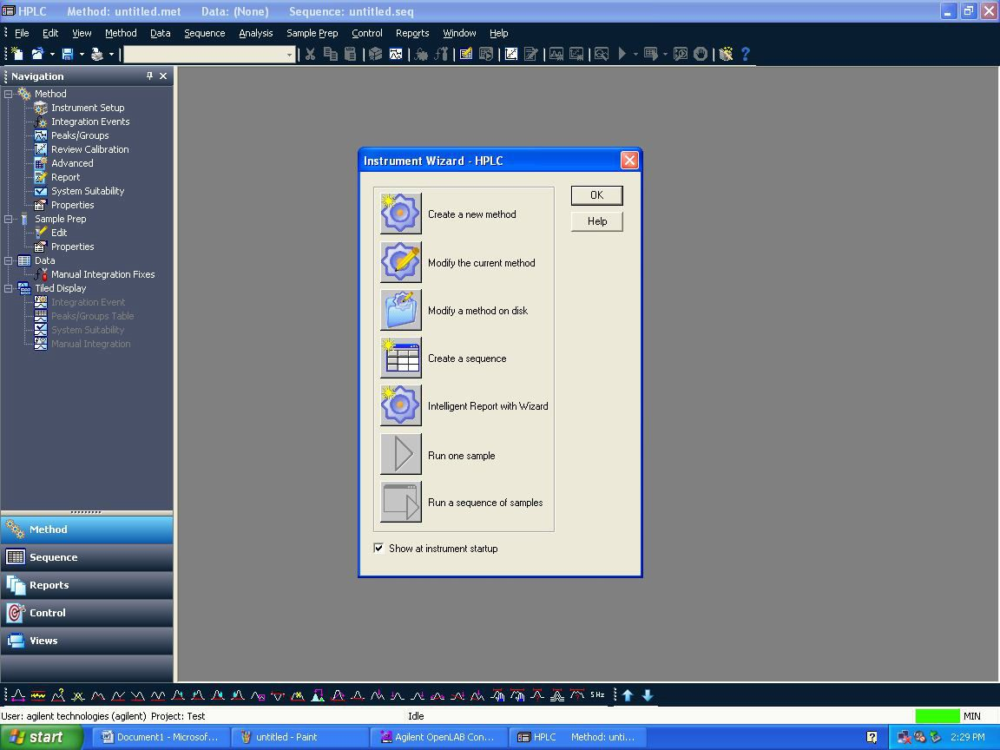 HPLC Method: untitled.met Data: (None) Sequence: untitled.seq
File Edit View Method Data Sequence Analysis Sample Prep Control Reports Window Help
Navigation
Method
Instrument Setup
Integration Events
Peaks/Groups
Review Calibration
Advanced
Report
System Suitability
Properties
Sample Prep
Edit
Properties
Data
Manual Integration Fixes
Tiled Display
Integration Event
Peaks/Groups Table
System Suitability
Manual Integration
Method
Sequence
Reports
Control
Views
Instrument Wizard - HPLC
Create a new method
Modify the current method
Modify a method on disk
Create a sequence
Intelligent Report with Wizard
Run one sample
Run a sequence of samples
Show at instrument startup
OK
Help
5Hz
User: agilent technologies (agilent) Project: Test Idle MIN
start Document1 - Microsof... untitled - Paint Agilent OpenLAB Con... HPLC Method: unti... 2:29 PM